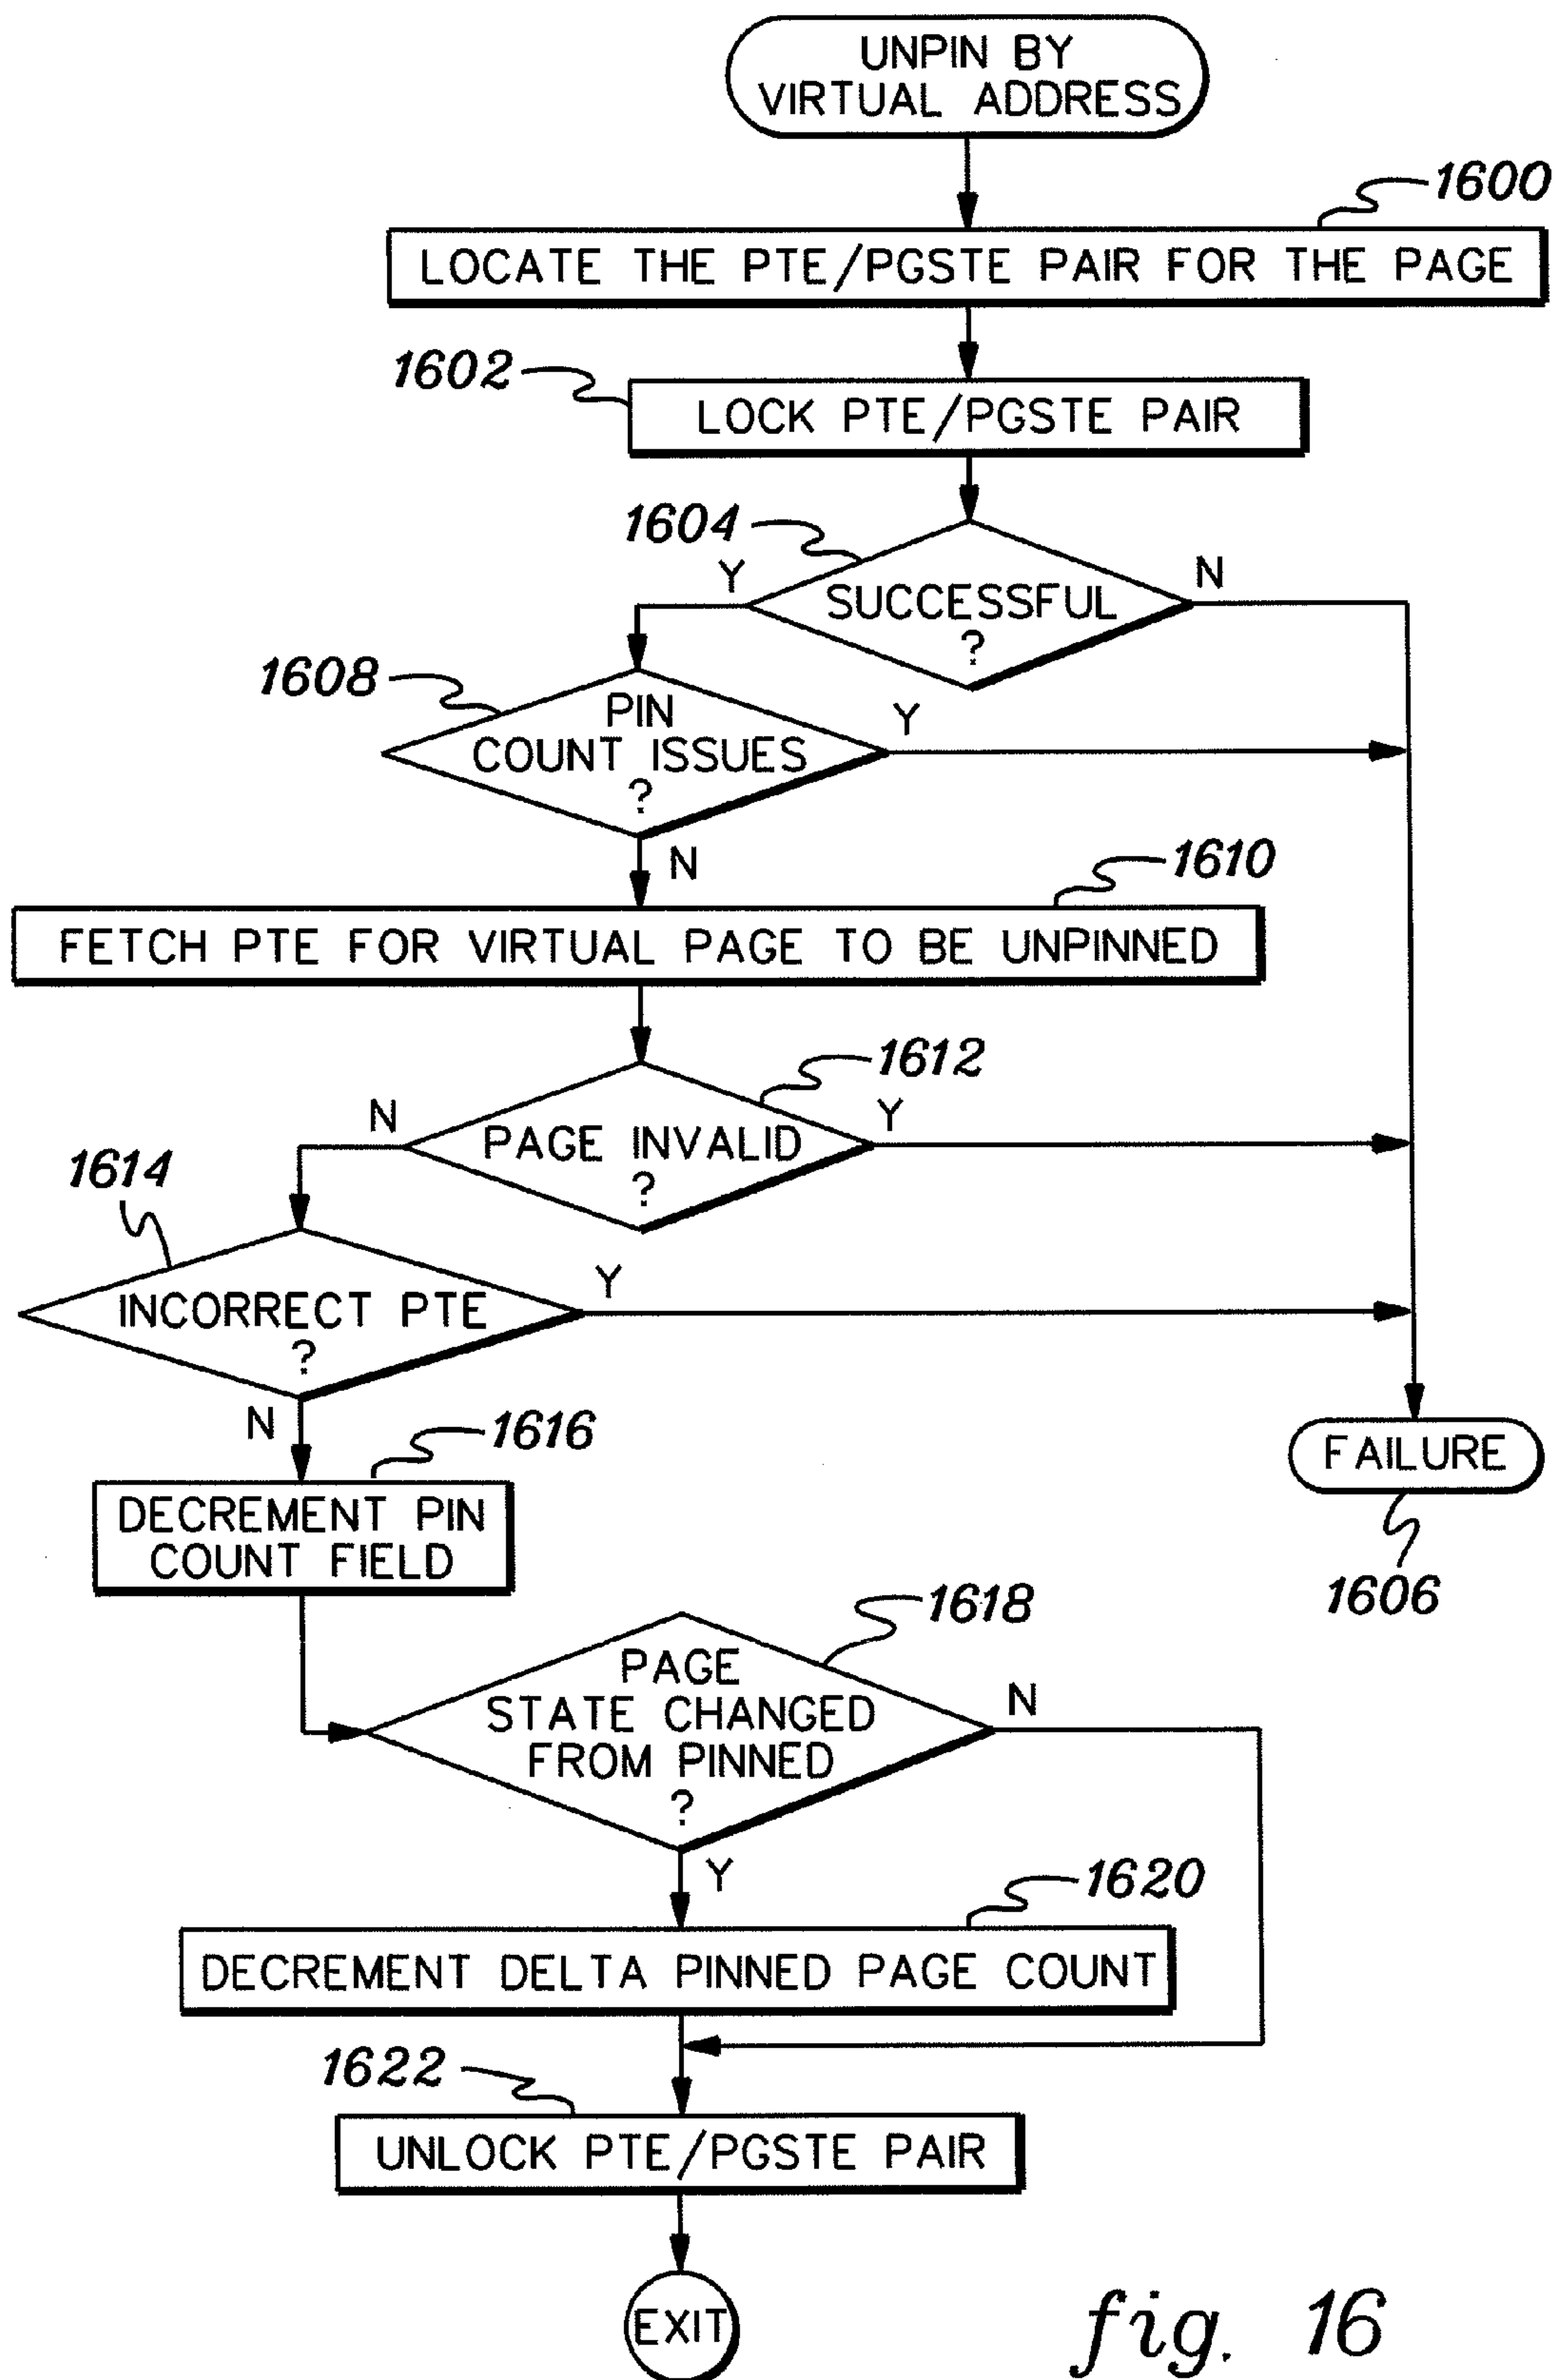 UNPIN BY
VIRTUAL ADDRESS
1600
LOCATE THE PTE/PGSTE PAIR FOR THE PAGE
1602
LOCK PTE/PGSTE PAIR
1604
Y
N
SUCCESSFUL
?
1608
PIN
COUNT ISSUES
?
Y
N
1610
FETCH PTE FOR VIRTUAL PAGE TO BE UNPINNED
1612
N
Y
PAGE INVALID
?
1614
INCORRECT PTE
?
Y
N
1616
DECREMENT PIN
COUNT FIELD
FAILURE
1606
1618
PAGE
STATE CHANGED
FROM PINNED
?
N
Y
1620
DECREMENT DELTA PINNED PAGE COUNT
1622
UNLOCK PTE/PGSTE PAIR
EXIT
fig. 16